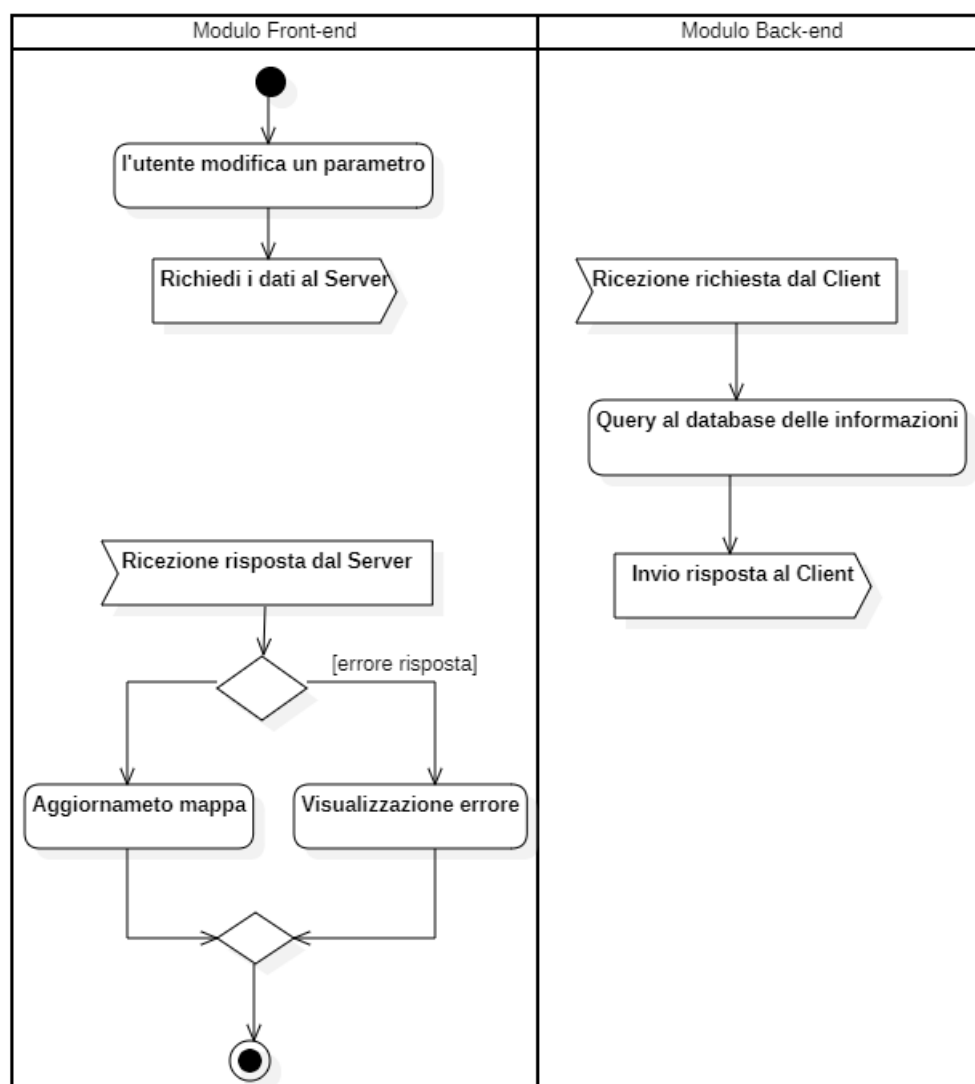 Modulo Front-end
Modulo Back-end
l'utente modifica un parametro
Richiedi i dati al Server
Ricezione richiesta dal Client
Query al database delle informazioni
Ricezione risposta dal Server
Invio risposta al Client
[errore risposta]
Aggiornameto mappa
Visualizzazione errore